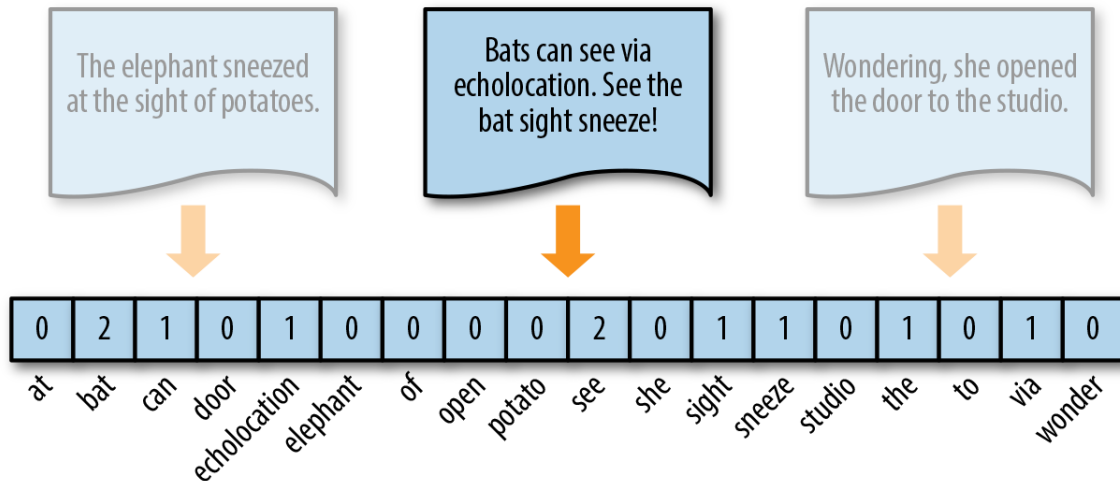 The elephant sneezed
at the sight of potatoes.
Bats can see via
echolocation. See the
bat sight sneeze!
Wondering, she opened
the door to the studio.
0 2 1 0 1 0 0 0 0 2 0 1 1 0 1 0 1 0
at bat can door echolocation elephant of open potato see she sight sneeze studio the to via wonder